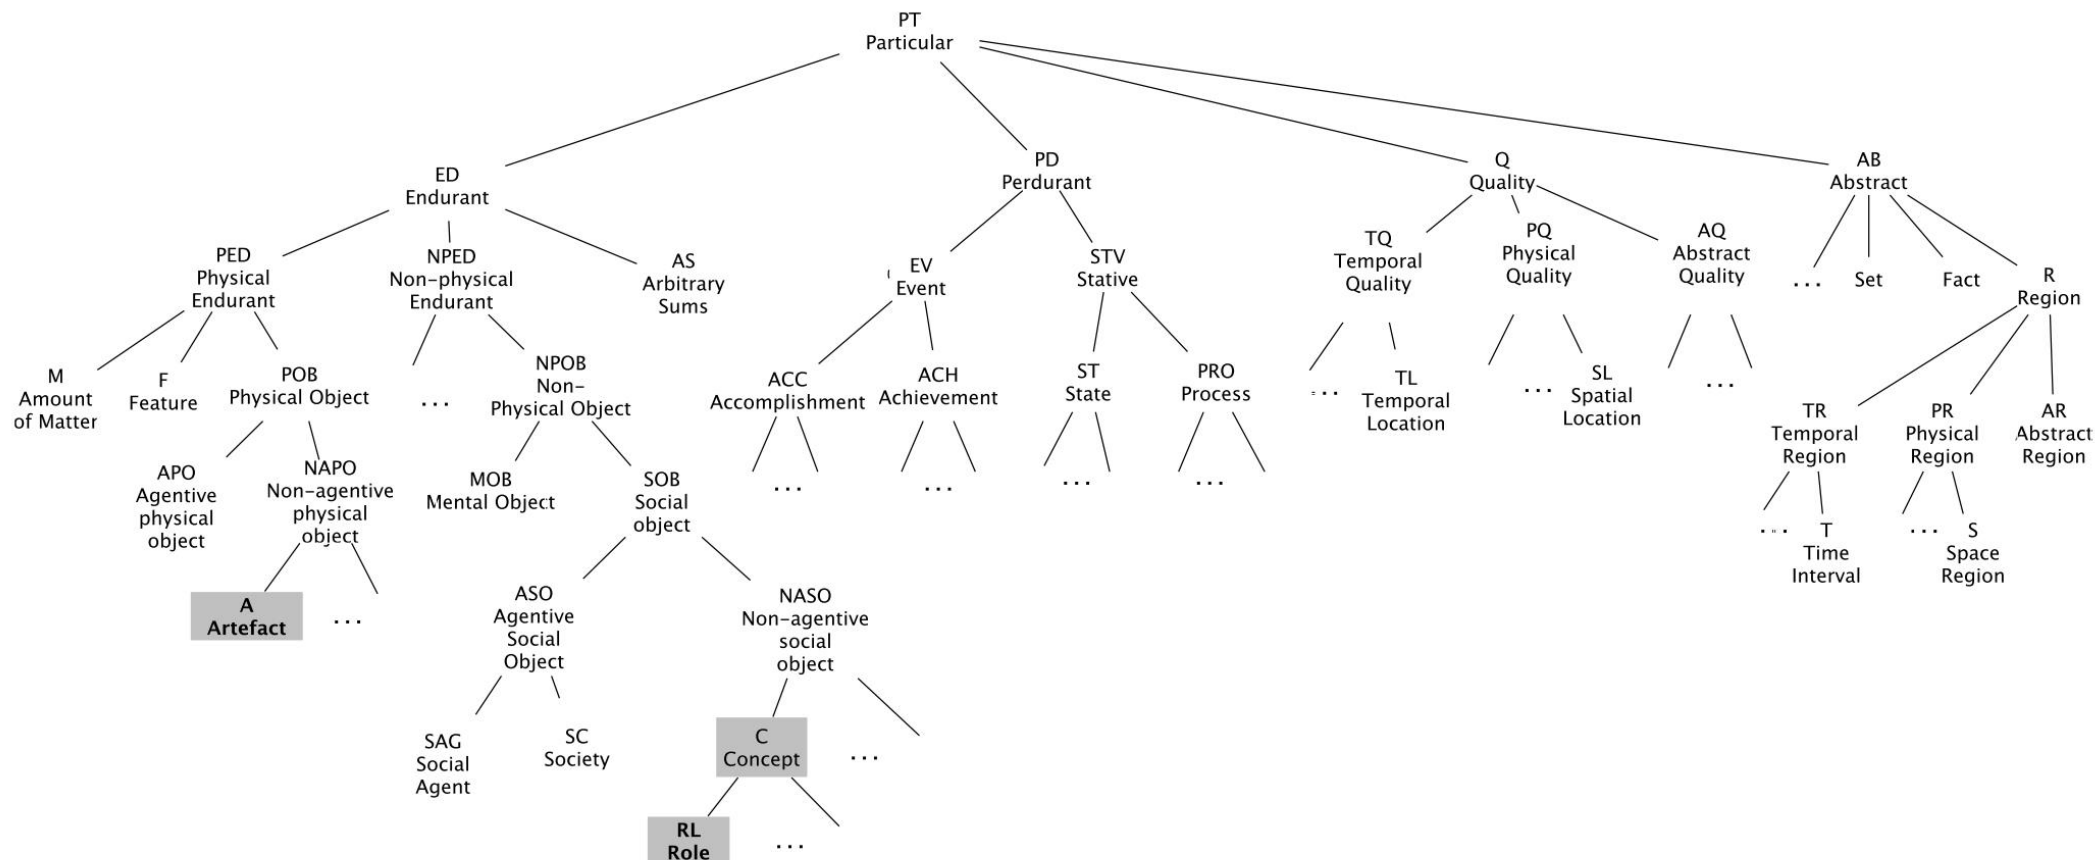 PT
Particular
ED
Endurant
PD
Perdurant
Q
Quality
AB
Abstract
PED
Physical
Endurant
NPED
Non-physical
Endurant
AS
Arbitrary
Sums
EV
Event
STV
Stative
TQ
Temporal
Quality
PQ
Physical
Quality
AQ
Abstract
Quality
...
Set
Fact
R
Region
M
Amount
of Matter
F
Feature
POB
Physical Object
...
NPOB
Non-
Physical Object
ACC
Accomplishment
ACH
Achievement
ST
State
PRO
Process
...
TL
Temporal
Location
...
SL
Spatial
Location
...
TR
Temporal
Region
PR
Physical
Region
AR
Abstract
Region
APO
Agentive
physical
object
NAPO
Non-agentive
physical
object
MOB
Mental Object
SOB
Social
object
...
...
...
...
...
T
Time
Interval
...
S
Space
Region
A
Artefact
...
ASO
Agentive
Social
Object
NASO
Non-agentive
social
object
SAG
Social
Agent
SC
Society
C
Concept
...
RL
Role
...